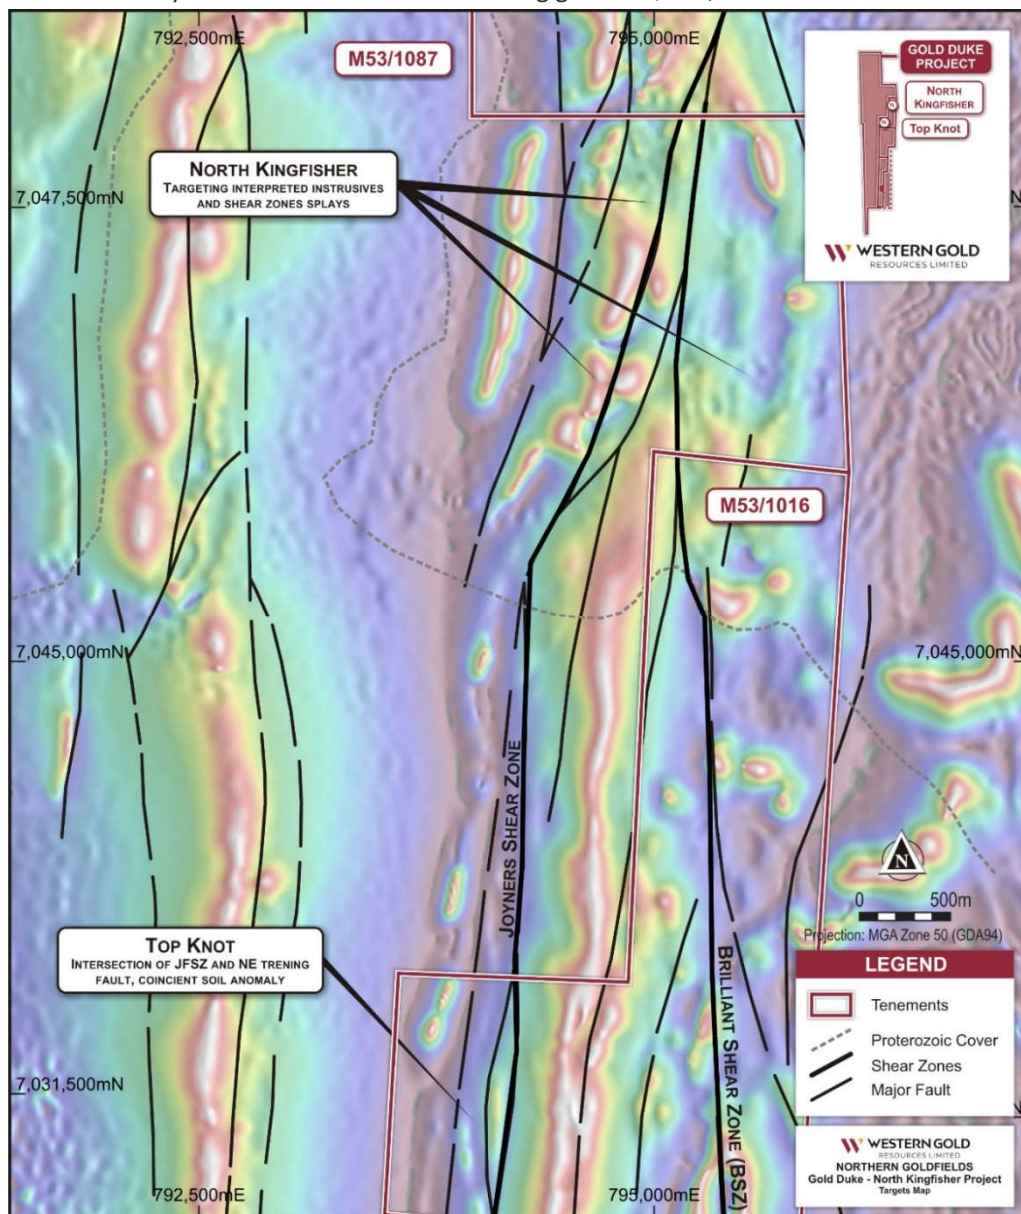 792,500mE
795,000mE
M53/1087
GOLD DUKE
PROJECT
NORTH
KINGFISHER
Top Knot
WESTERN GOLD
RESOURCES LIMITED
NORTH KINGFISHER
TARGETING INTERPRETED INSTRUSIVES
AND SHEAR ZONES SPLAYS
7,047,500mN
N
M53/1016
7,045,000mN
7,045,000mN
JOYNERS SHEAR ZONE
N
0 500m
Projection: MGA Zone 50 (GDA94)
TOP KNOT
INTERSECTION OF JFSZ AND NE TRENING
FAULT, COINCIENT SOIL ANOMALY
BRILLIANT SHEAR ZONE (BSZ)
LEGEND
Tenements
Proterozoic Cover
Shear Zones
Major Fault
7,031,500mN
WESTERN GOLD
RESOURCES LIMITED
NORTHERN GOLDFIELDS
Gold Duke - North Kingfisher Project
Targets Map
792,500mE
795,000mE